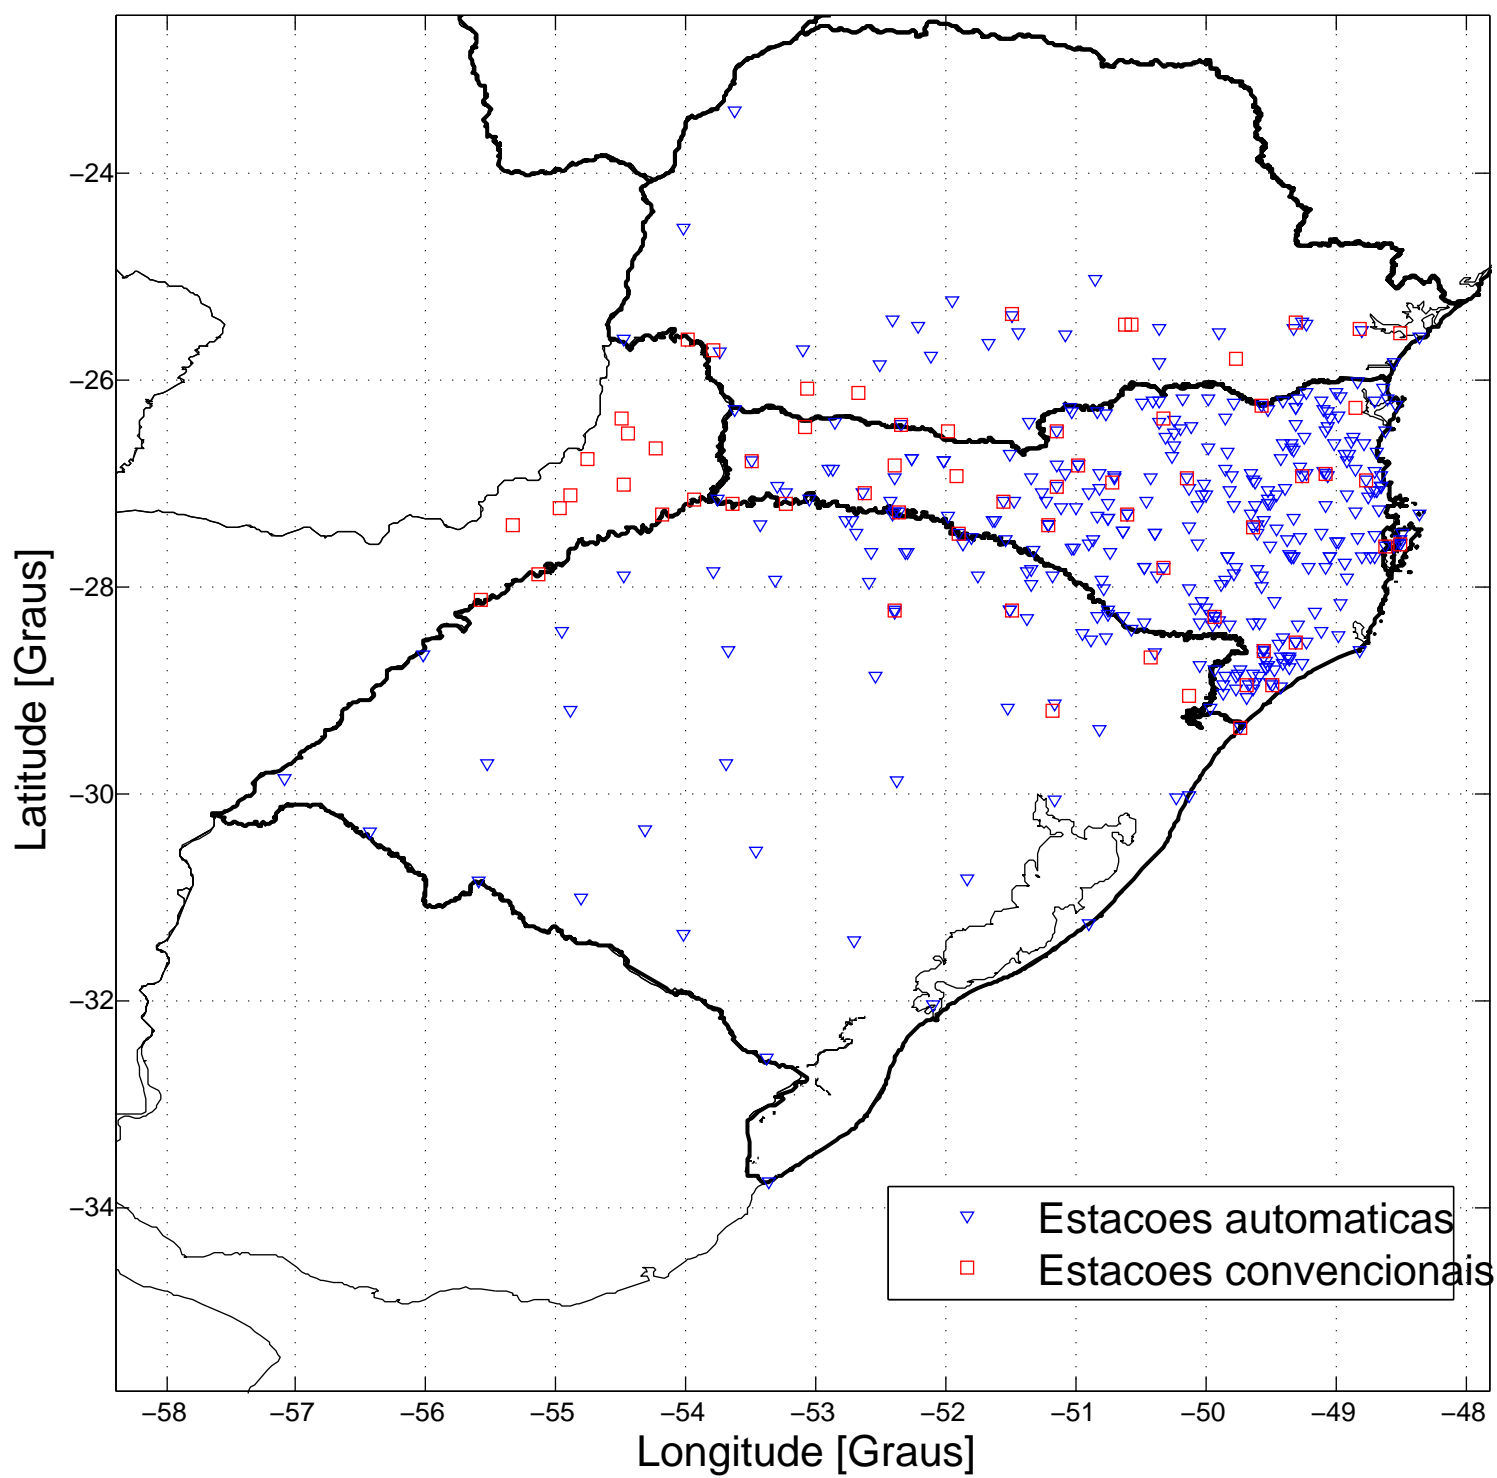 −24
−26
−28
−30
−32
−34
Latitude [Graus]
Estacoes automaticas
Estacoes convencionais
−58 −57 −56 −55 −54 −53 −52 −51 −50 −49 −48
Longitude [Graus]